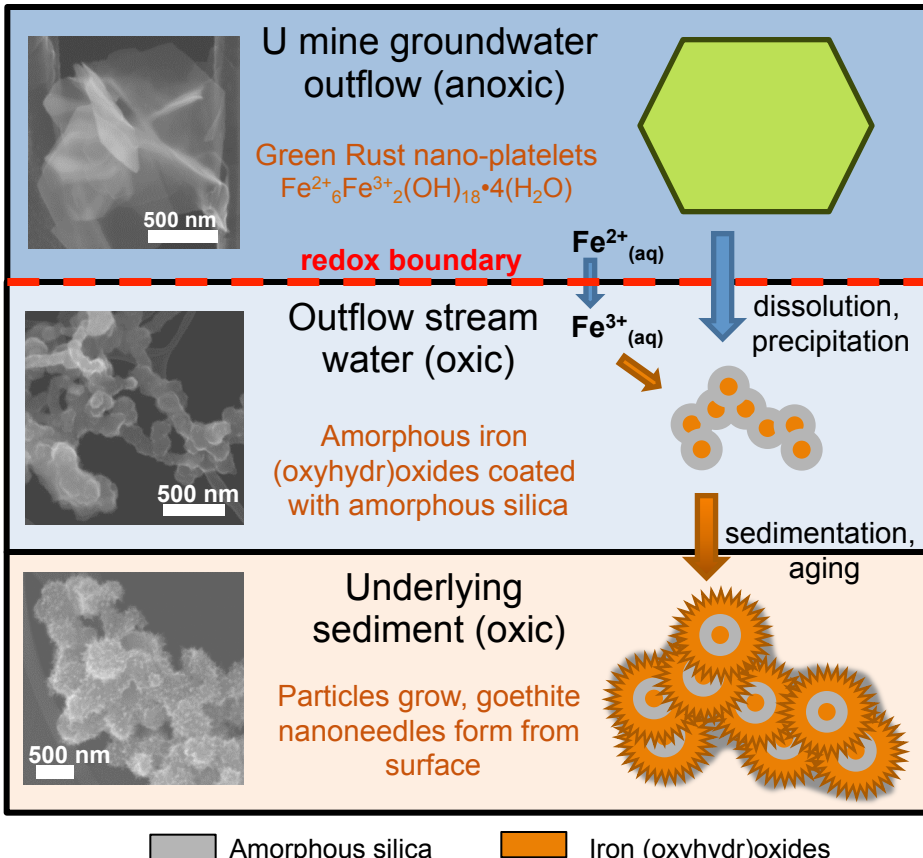 U mine groundwater
outflow (anoxic)
Green Rust nano-platelets
Fe²⁺₆Fe³⁺₂(OH)₁₈•4(H₂O)
500 nm
redox boundary
Fe²⁺(aq)
Fe³⁺(aq)
dissolution,
precipitation
Outflow stream
water (oxic)
Amorphous iron
(oxyhydr)oxides coated
with amorphous silica
500 nm
sedimentation,
aging
Underlying
sediment (oxic)
Particles grow, goethite
nanoneedles form from
surface
500 nm
Amorphous silica
Iron (oxyhydr)oxides